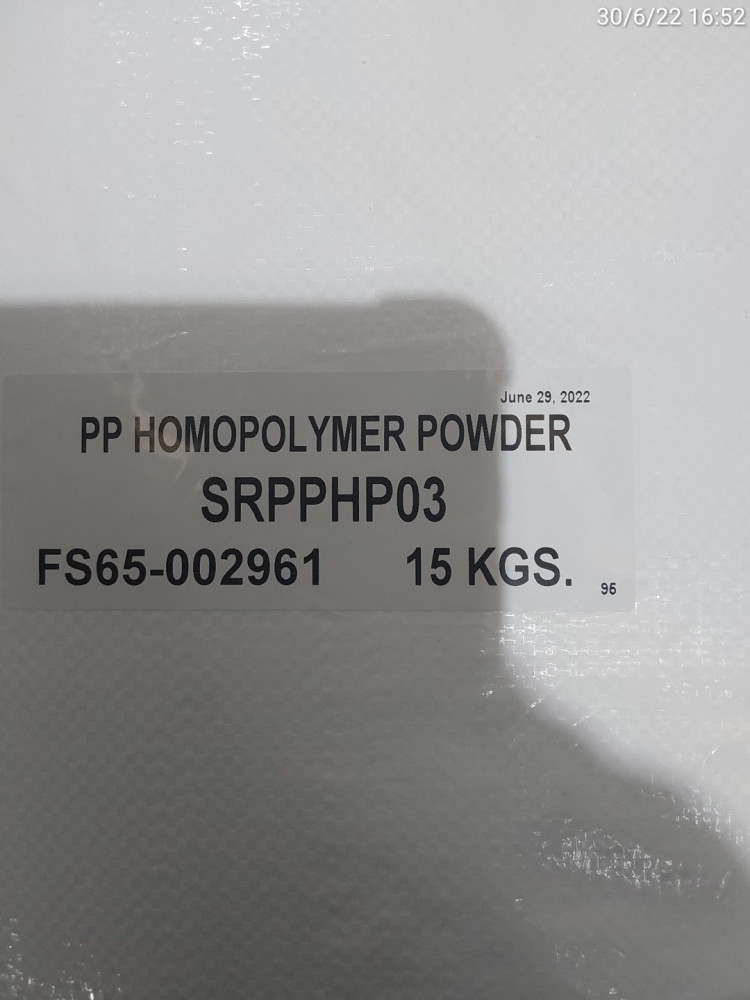 30/6/22 16:52
June 29, 2022
PP HOMOPOLYMER POWDER
SRPPHP03
FS65-002961 15 KGS.
96